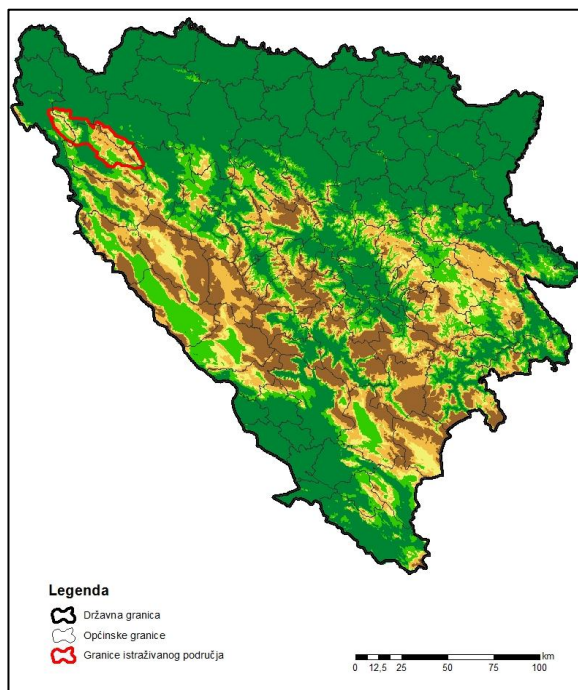 Legenda
Državna granica
Općinske granice
Granice istraživanog područja
km
0 12,5 25 50 75 100